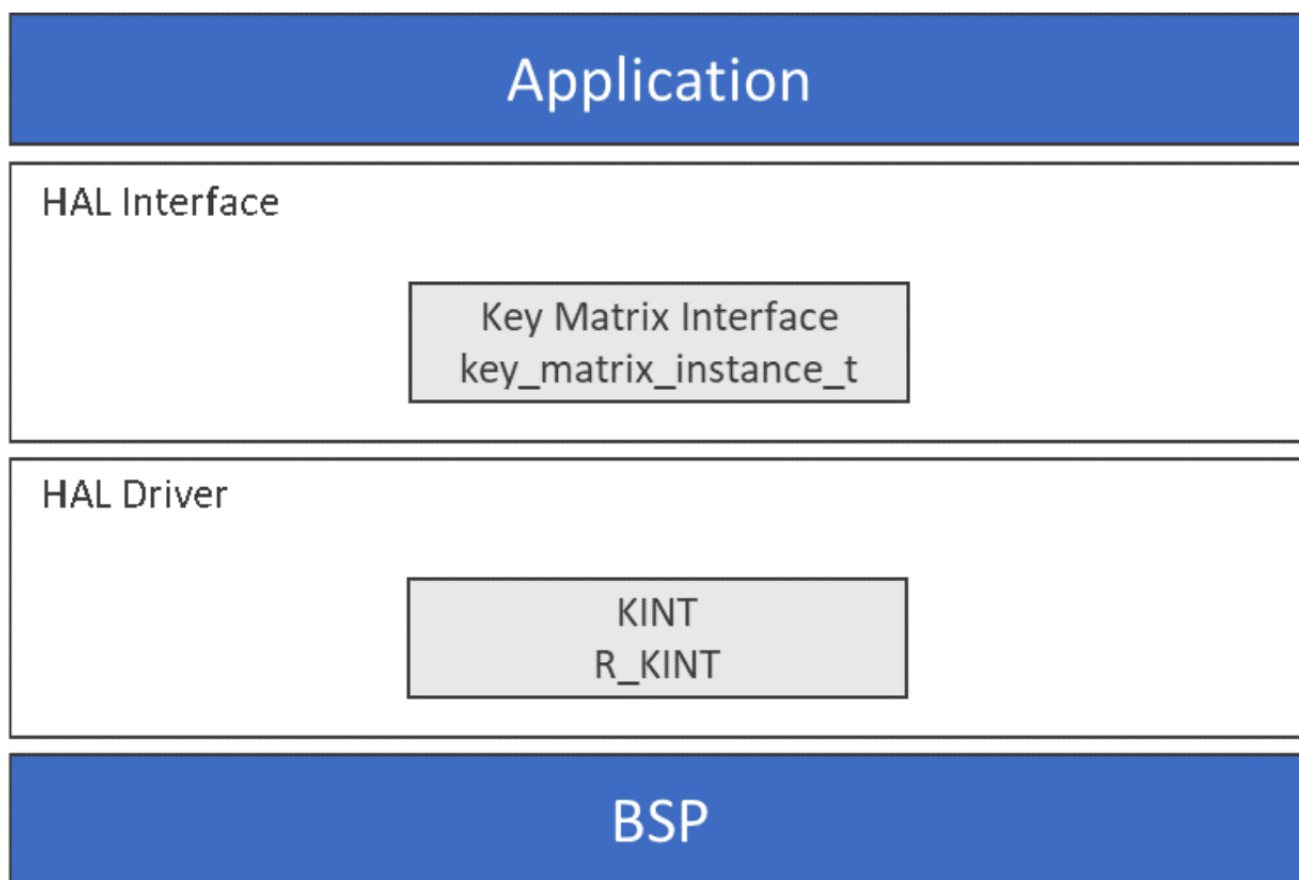 Application
HAL Interface
Key Matrix Interface
key_matrix_instance_t
HAL Driver
KINT
R_KINT
BSP